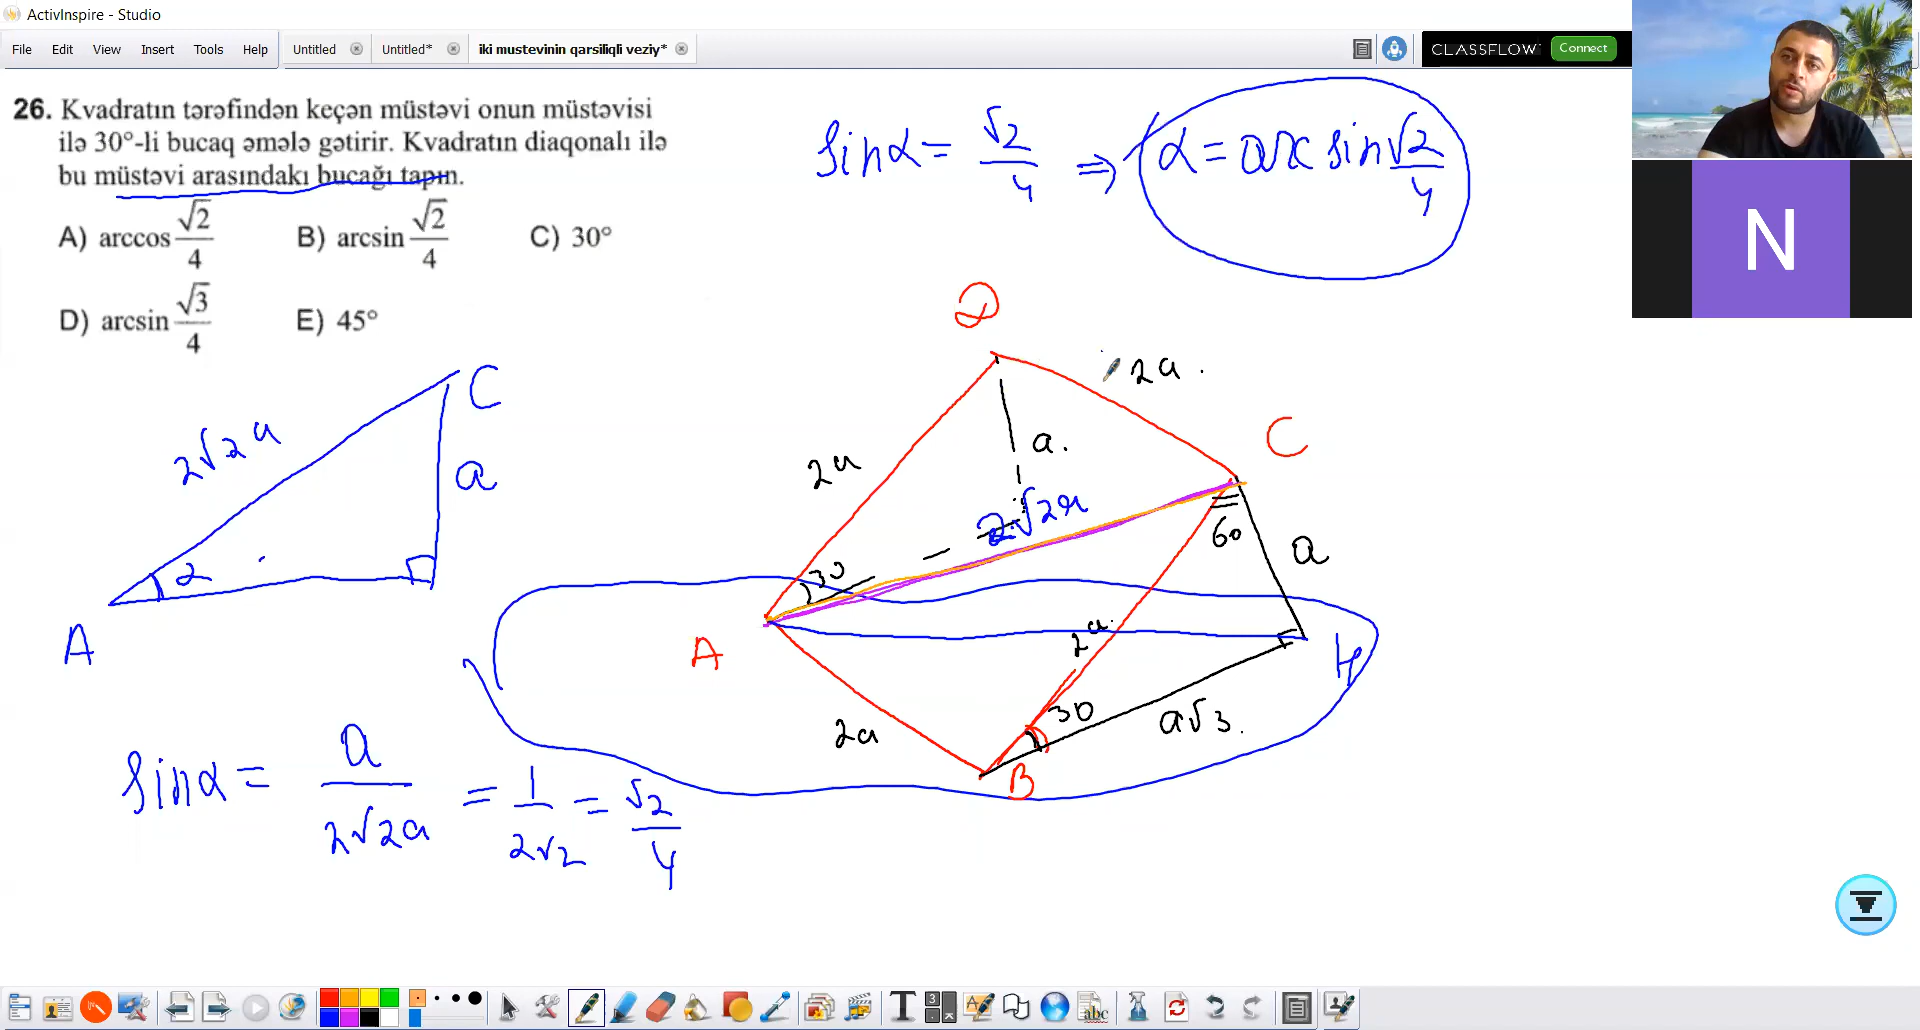 ActivInspire - Studio
File Edit View Insert Tools Help
Untitled Untitled* iki mustevinin qarsiliqli veziy*
CLASSFLOW Connect
26. Kvadratın tərəfindən keçən müstəvi onun müstəvisi
ilə 30°-li bucaq əmələ gətirir. Kvadratın diaqonalı ilə
bu müstəvi arasındakı bucağı tapın.
A) arccos √2/4 B) arcsin √2/4 C) 30°
D) arcsin √3/4 E) 45°
sinα = √2/4 ⇒ α = arcsin √2/4
N
C
2√2a
a
α
A
D
2a
2a
a.
C
2√2a
60
a
30
A
2a
H
30
a√3.
2a
B
sinα = a/2√2a = 1/2√2 = √2/4